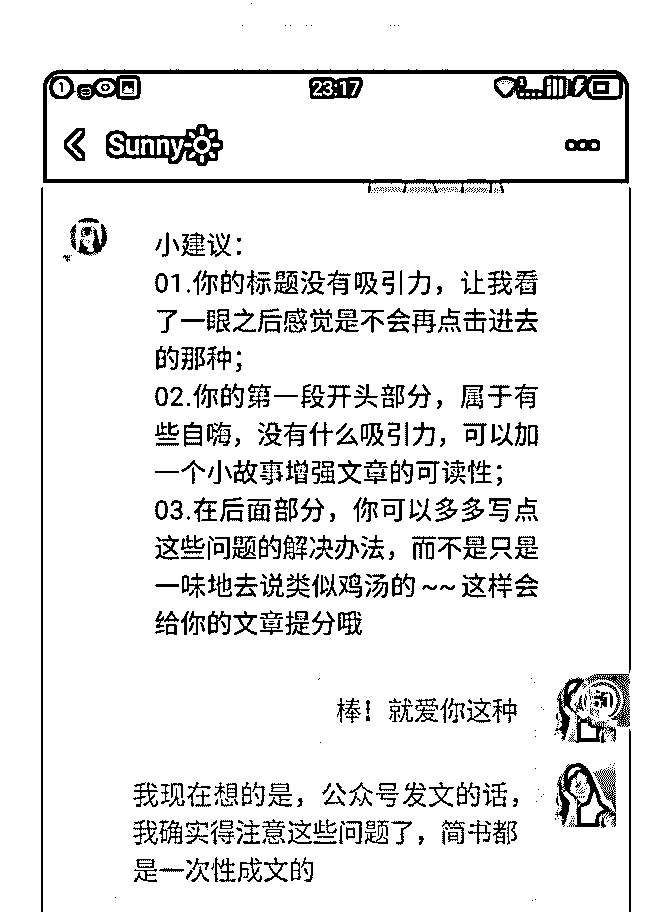 23:17
Sunny
小建议：
01.你的标题没有吸引力，让我看
了一眼之后感觉是不会再点击进去
的那种；
02.你的第一段开头部分，属于有
些自嗨，没有什么吸引力，可以加
一个小故事增强文章的可读性；
03.在后面部分，你可以多多写点
这些问题的解决办法，而不是只是
一味地去说类似鸡汤的~~这样会
给你的文章提分哦
棒！就爱你这种
我现在想的是，公众号发文的话，
我确实得注意这些问题了，简书都
是一次性成文的